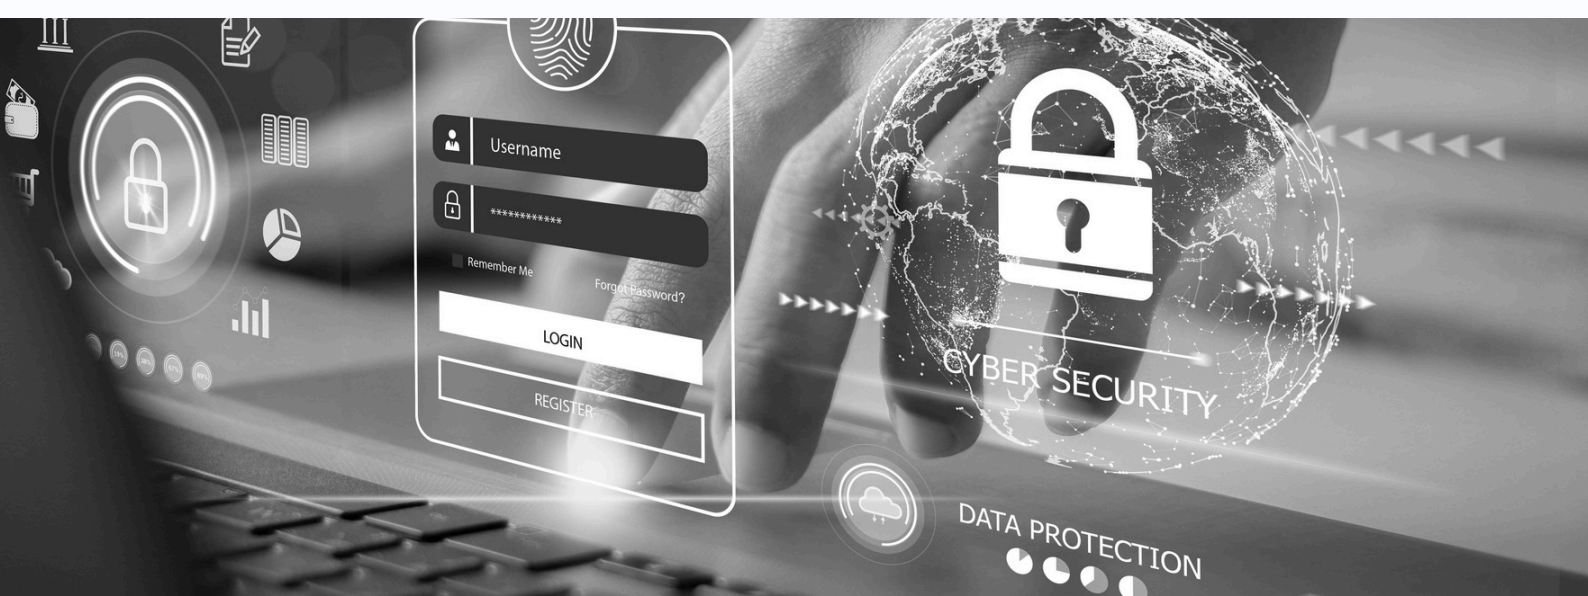 Username
************
Remember Me
Forgot Password?
LOGIN
REGISTER
CYBER SECURITY
DATA PROTECTION